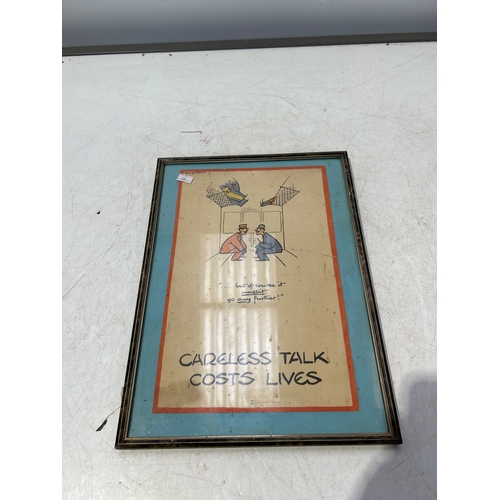 "....but of course it
mustn't
go any further!"
CARELESS TALK
COSTS LIVES